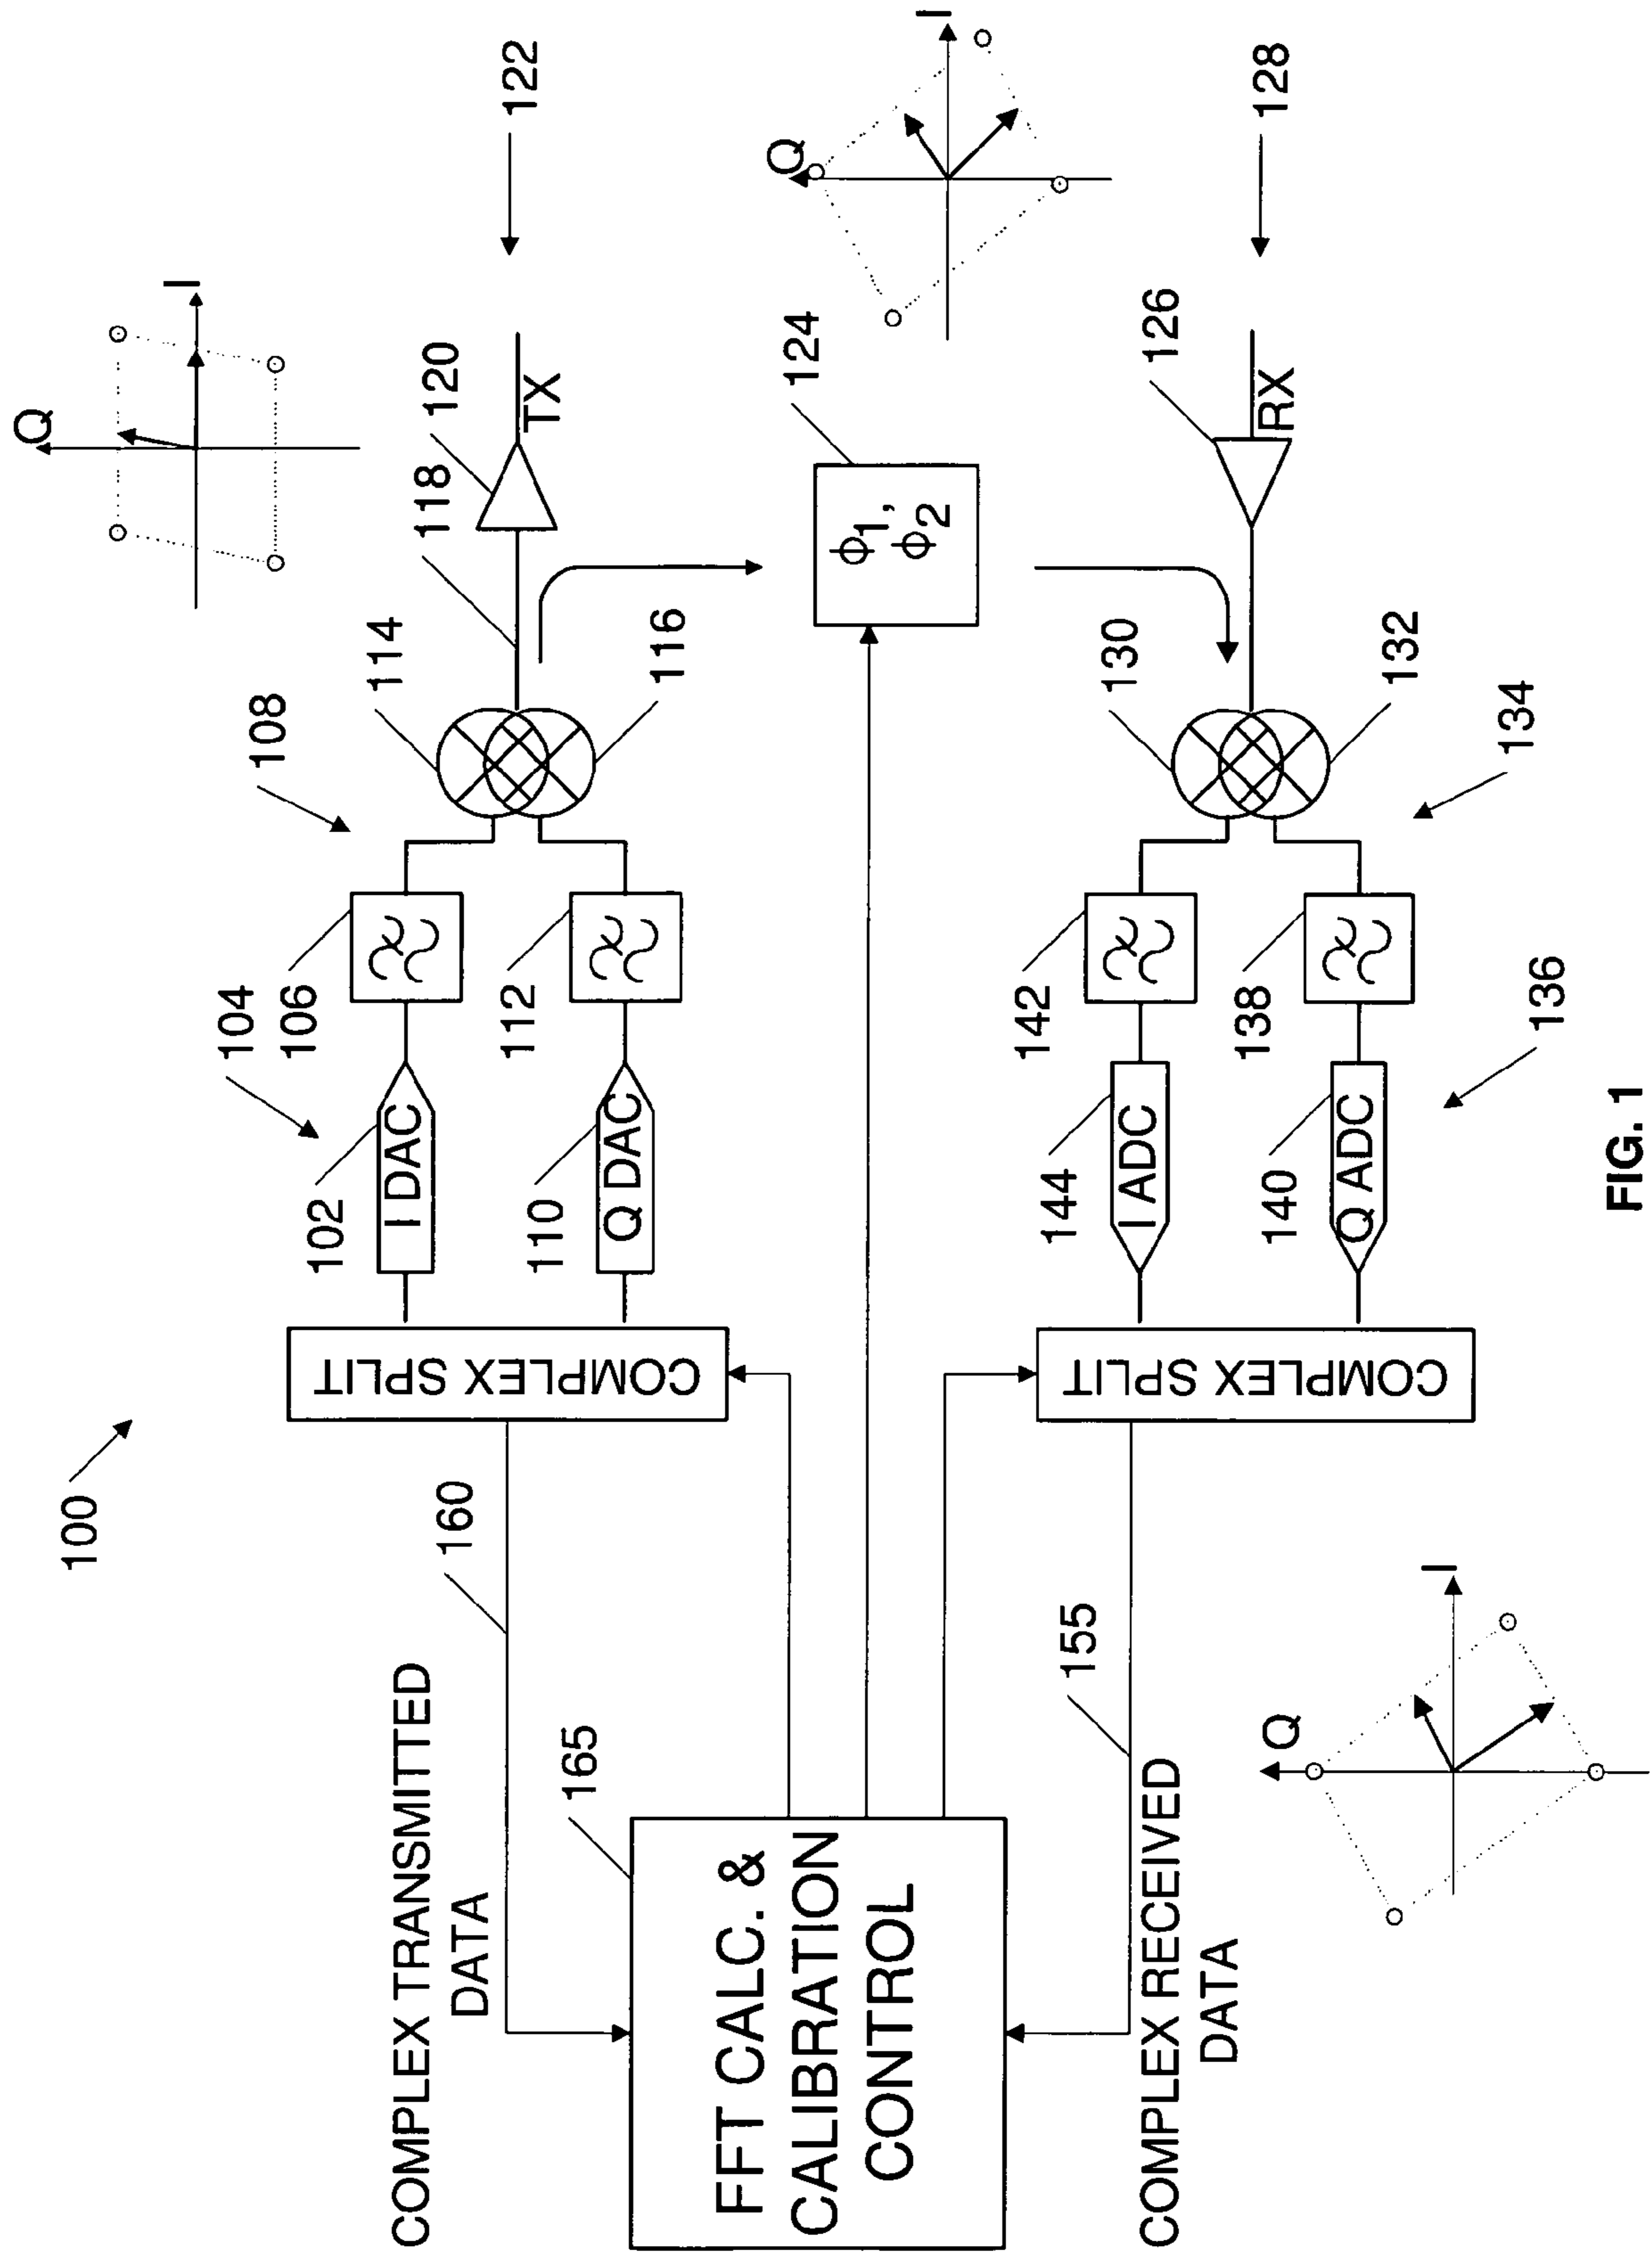 100
COMPLEX TRANSMITTED
DATA
160
COMPLEX SPLIT
102
I DAC
104
106
108
110
Q DAC
112
114
116
118
120
TX
122
Q
I
165
FFT CALC. &
CALIBRATION
CONTROL
124
ϕ1,
ϕ2
Q
I
COMPLEX RECEIVED
DATA
155
COMPLEX SPLIT
144
I ADC
142
140
Q ADC
138
136
134
130
132
126
RX
128
Q
I
FIG. 1